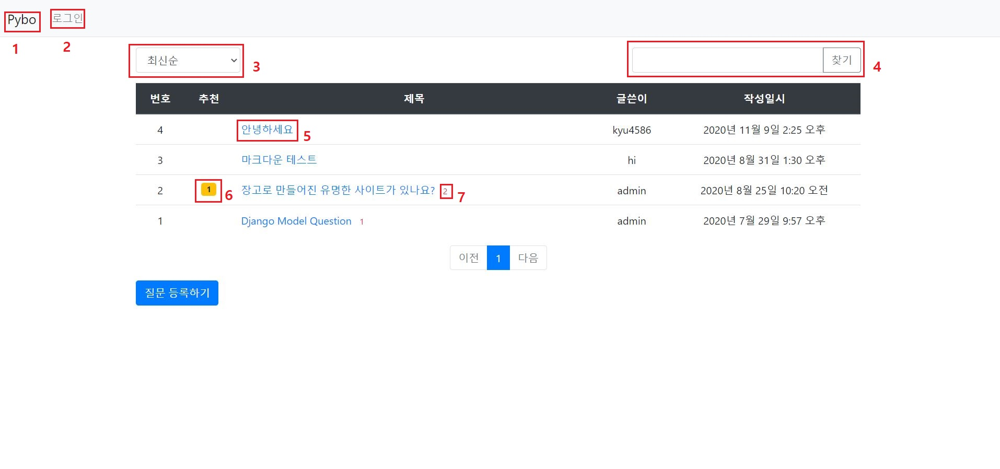 Pybo 로그인
1 2
최신순 3 찾기 4
번호 추천 제목 글쓴이 작성일시
4 안녕하세요 5 kyu4586 2020년 11월 9일 2:25 오후
3 마크다운 테스트 hi 2020년 8월 31일 1:30 오후
2 1 6 장고로 만들어진 유명한 사이트가 있나요? 2 7 admin 2020년 8월 25일 10:20 오전
1 Django Model Question 1 admin 2020년 7월 29일 9:57 오후
이전 1 다음
질문 등록하기